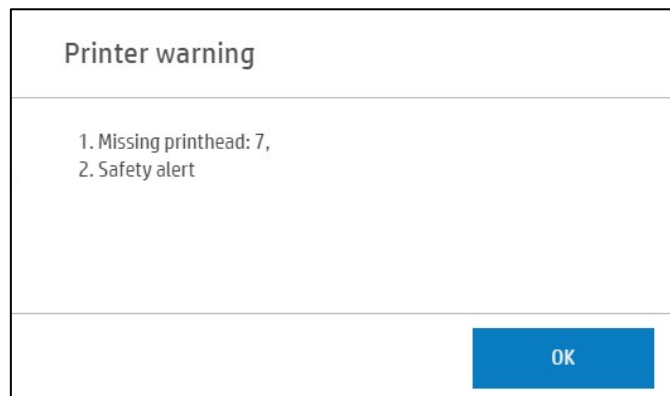 Printer warning
1. Missing printhead: 7,
2. Safety alert
OK